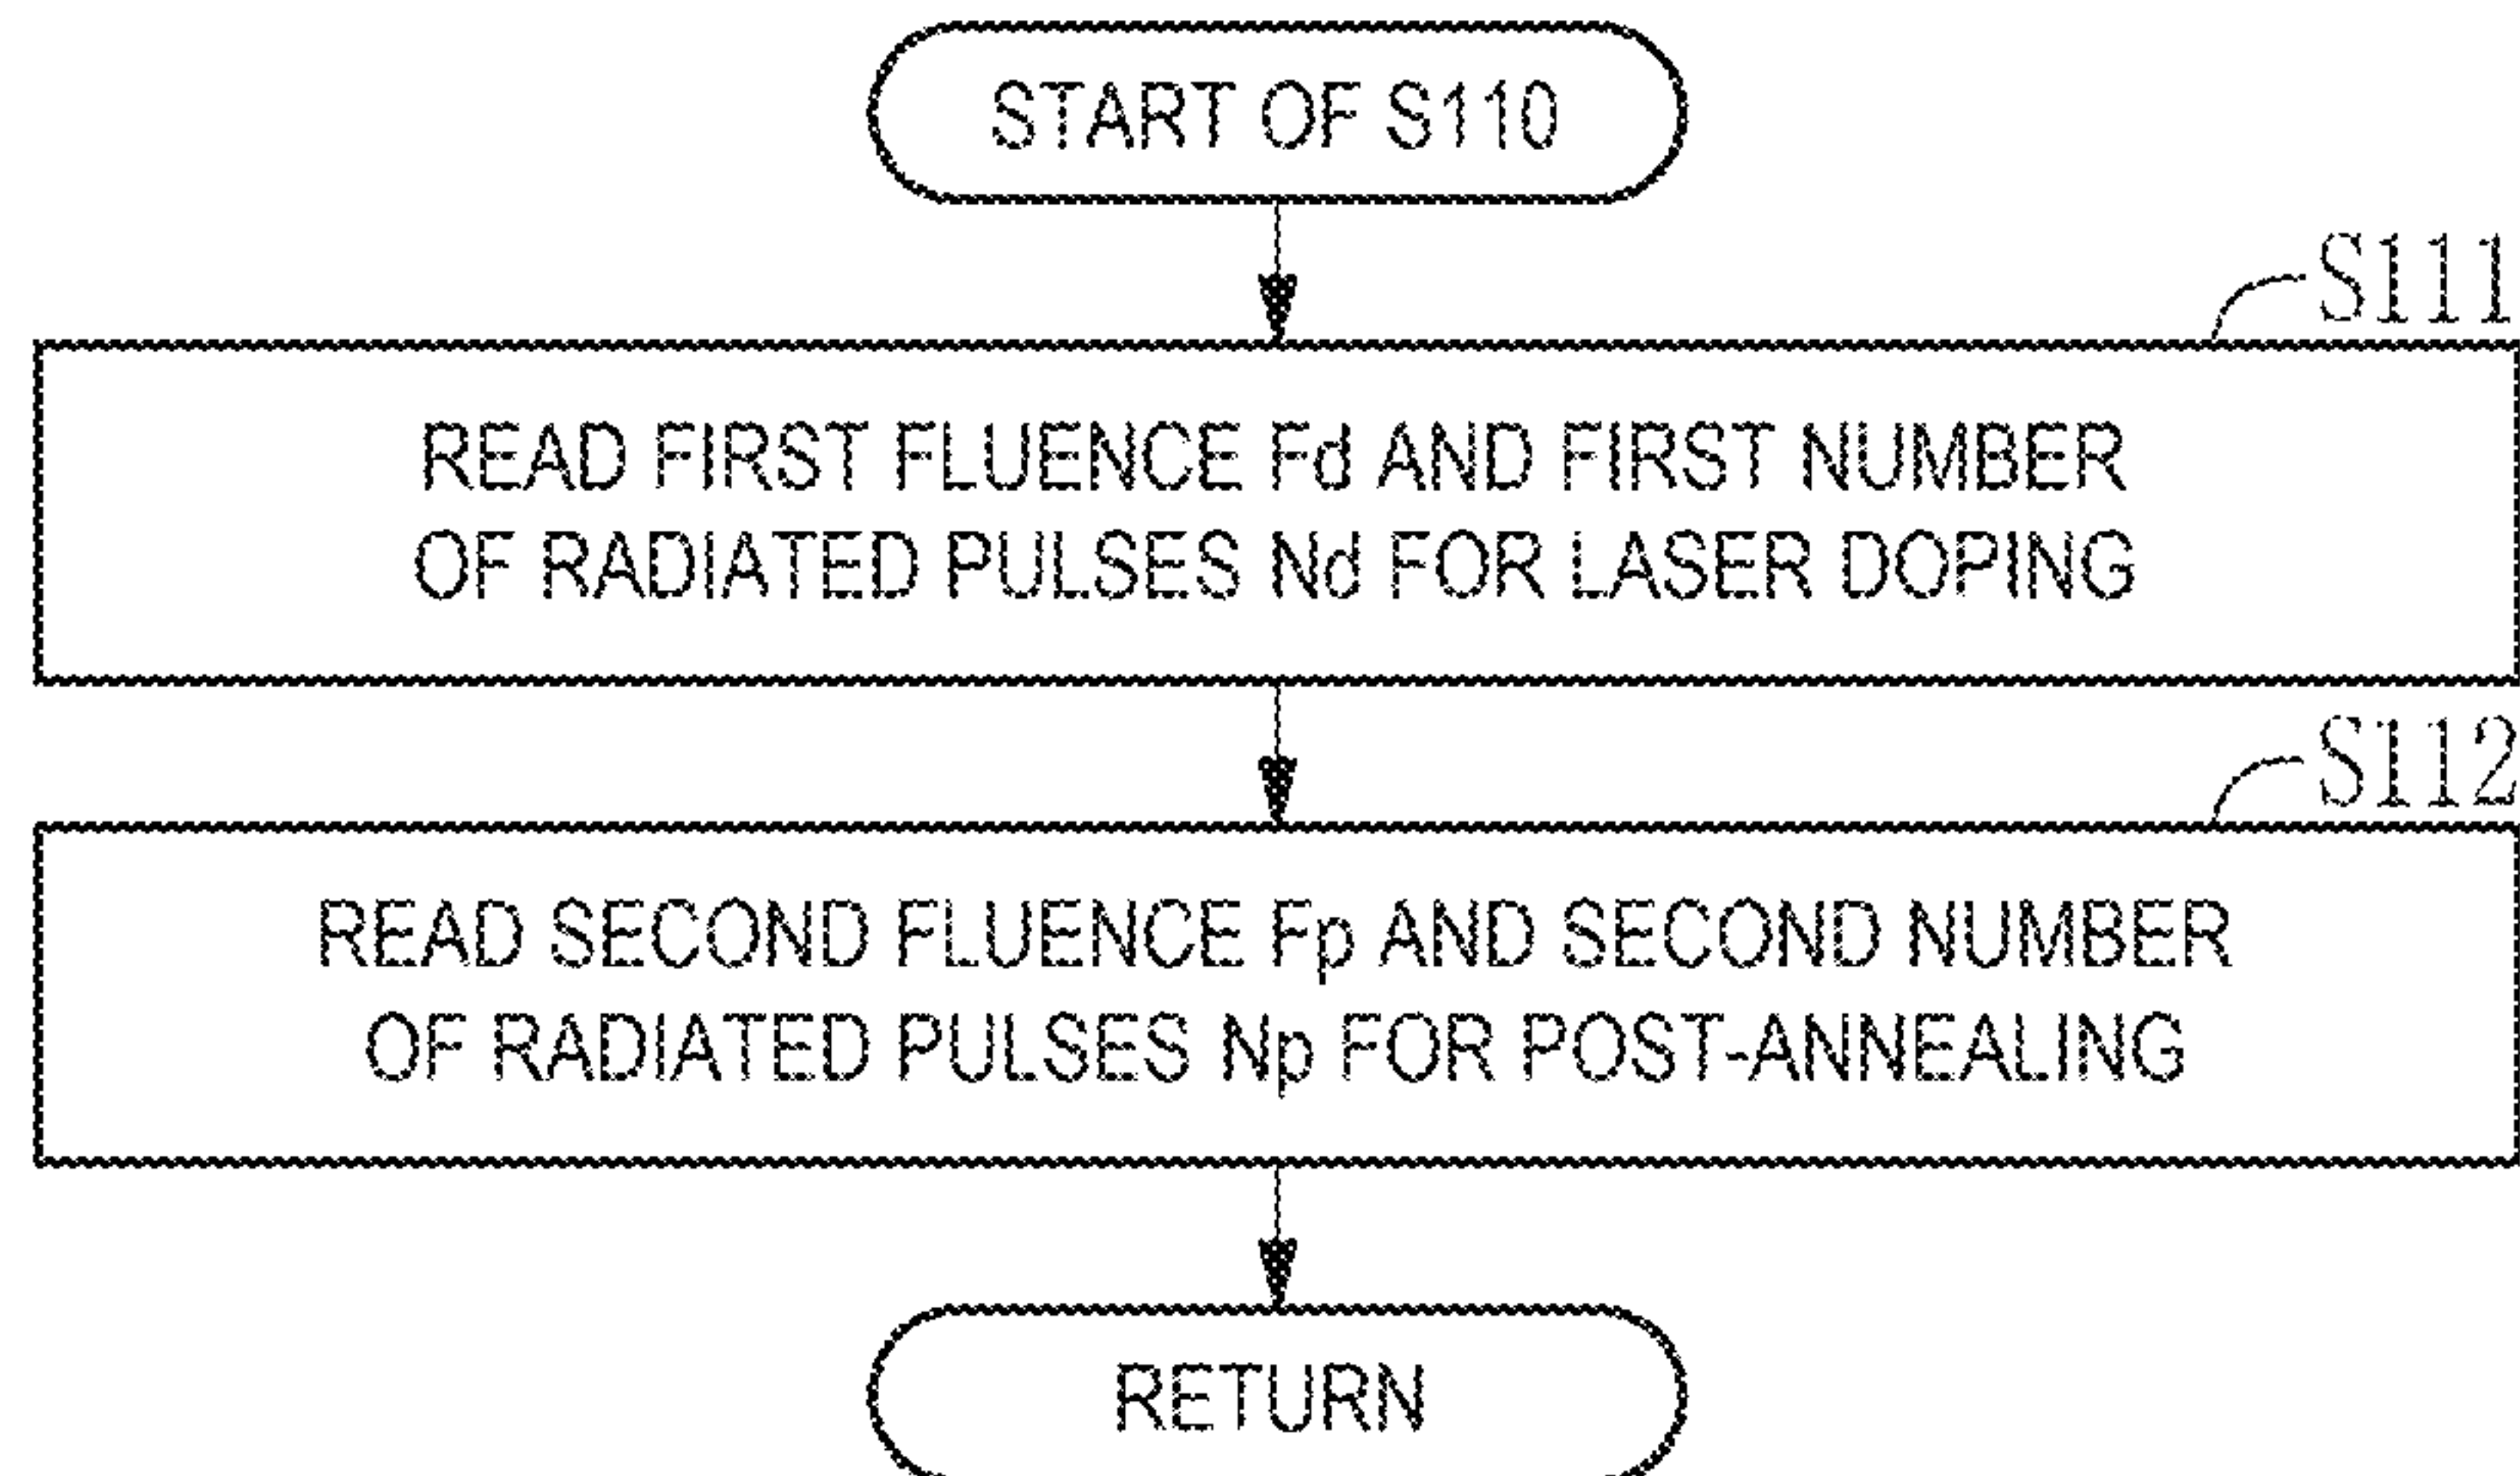 START OF S110
S111
READ FIRST FLUENCE Fd AND FIRST NUMBER
OF RADIATED PULSES Nd FOR LASER DOPING
S112
READ SECOND FLUENCE Fp AND SECOND NUMBER
OF RADIATED PULSES Np FOR POST-ANNEALING
RETURN